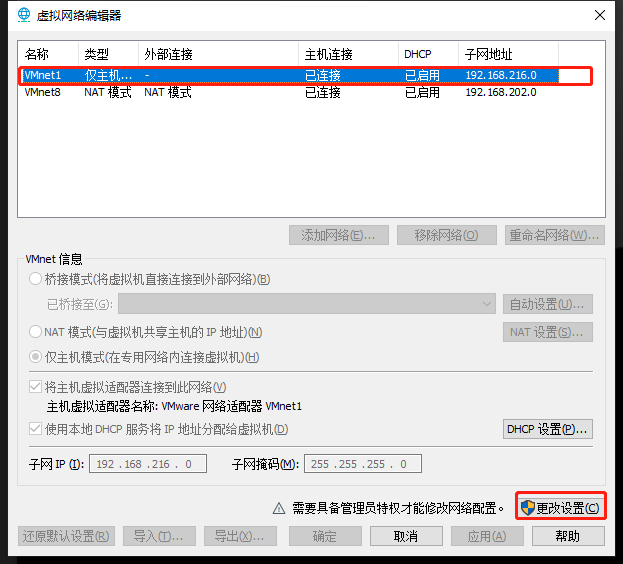 虚拟网络编辑器
名称 类型 外部连接 主机连接 DHCP 子网地址
VMnet1 仅主机... - 已连接 已启用 192.168.216.0
VMnet8 NAT 模式 NAT 模式 已连接 已启用 192.168.202.0
添加网络(E)... 移除网络(O) 重命名网络(W)...
VMnet 信息
桥接模式(将虚拟机直接连接到外部网络)(B)
已桥接至(G): 自动设置(U)...
NAT 模式(与虚拟机共享主机的 IP 地址)(N) NAT 设置(S)...
仅主机模式(在专用网络内连接虚拟机)(H)
将主机虚拟适配器连接到此网络(V)
主机虚拟适配器名称: VMware 网络适配器 VMnet1
使用本地 DHCP 服务将 IP 地址分配给虚拟机(D) DHCP 设置(P)...
子网 IP (I): 192 . 168 . 216 . 0 子网掩码(M): 255 . 255 . 255 . 0
需要具备管理员特权才能修改网络配置。 更改设置(C)
还原默认设置(R) 导入(T)... 导出(X)... 确定 取消 应用(A) 帮助